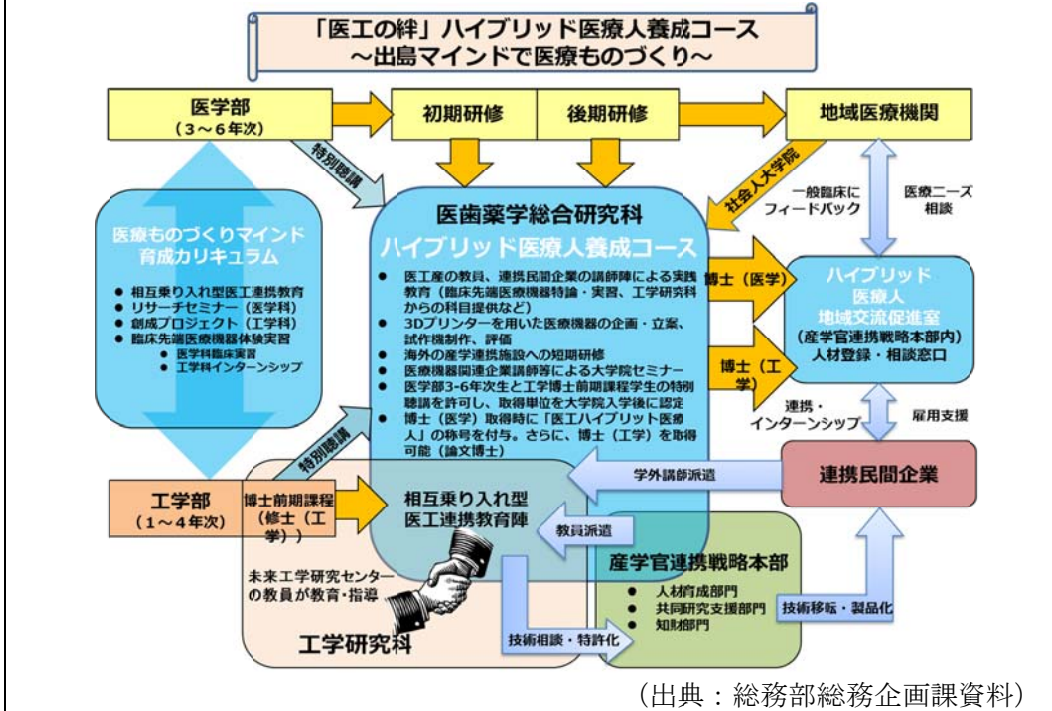 「医工の絆」ハイブリッド医療人養成コース
～出島マインドで医療ものづくり～
医学部
（3～6年次）
初期研修
後期研修
地域医療機関
特別聴講
社会人大学院
一般臨床に
フィードバック
医療ニーズ
相談
医療ものづくりマインド
育成カリキュラム
● 相互乗り入れ型医工連携教育
● リサーチセミナー（医学科）
● 創成プロジェクト（工学科）
● 臨床先端医療機器体験実習
● 医学科臨床実習
● 工学科インターンシップ
医歯薬学総合研究科
ハイブリッド医療人養成コース
● 医工産の教員、連携民間企業の講師陣による実践
教育（臨床先端医療機器特論・実習、工学研究科
からの科目提供など）
● 3Dプリンターを用いた医療機器の企画・立案、
試作機制作、評価
● 海外の産学連携施設への短期研修
● 医療機器関連企業講師等による大学院セミナー
● 医学部3-6年次生と工学博士前期課程学生の特別
聴講を許可し、取得単位を大学院入学後に認定
● 博士（医学）取得時に「医工ハイブリット医療
人」の称号を付与。さらに、博士（工学）を取得
可能（論文博士）
博士（医学）
博士（工
学）
ハイブリッド
医療人
地域交流促進室
（産学官連携戦略本部内）
人材登録・相談窓口
連携・
インターンシップ
雇用支援
特別聴講
工学部
（1～4年次）
博士前期課程
（修士（工
学））
相互乗り入れ型
医工連携教育陣
学外講師派遣
連携民間企業
教員派遣
未来工学研究センター
の教員が教育・指導
工学研究科
技術相談・特許化
産学官連携戦略本部
● 人材育成部門
● 共同研究支援部門
● 知財部門
技術移転・製品化
（出典：総務部総務企画課資料）